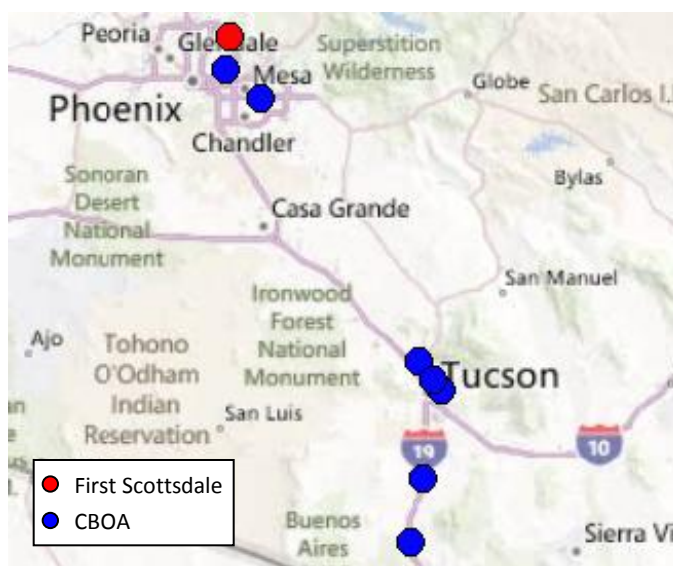 Peoria
Glendale
Superstition
Wilderness
Mesa
Globe
Phoenix
San Carlos I.
Chandler
Bylas
Sonoran
Desert
National
Monument
Casa Grande
San Manuel
Ironwood
Forest
National
Monument
Ajo
Tohono
O'Odham
Indian
Reservation
Tucson
San Luis
19
10
First Scottsdale
CBOA
Buenos
Aires
Sierra Vi